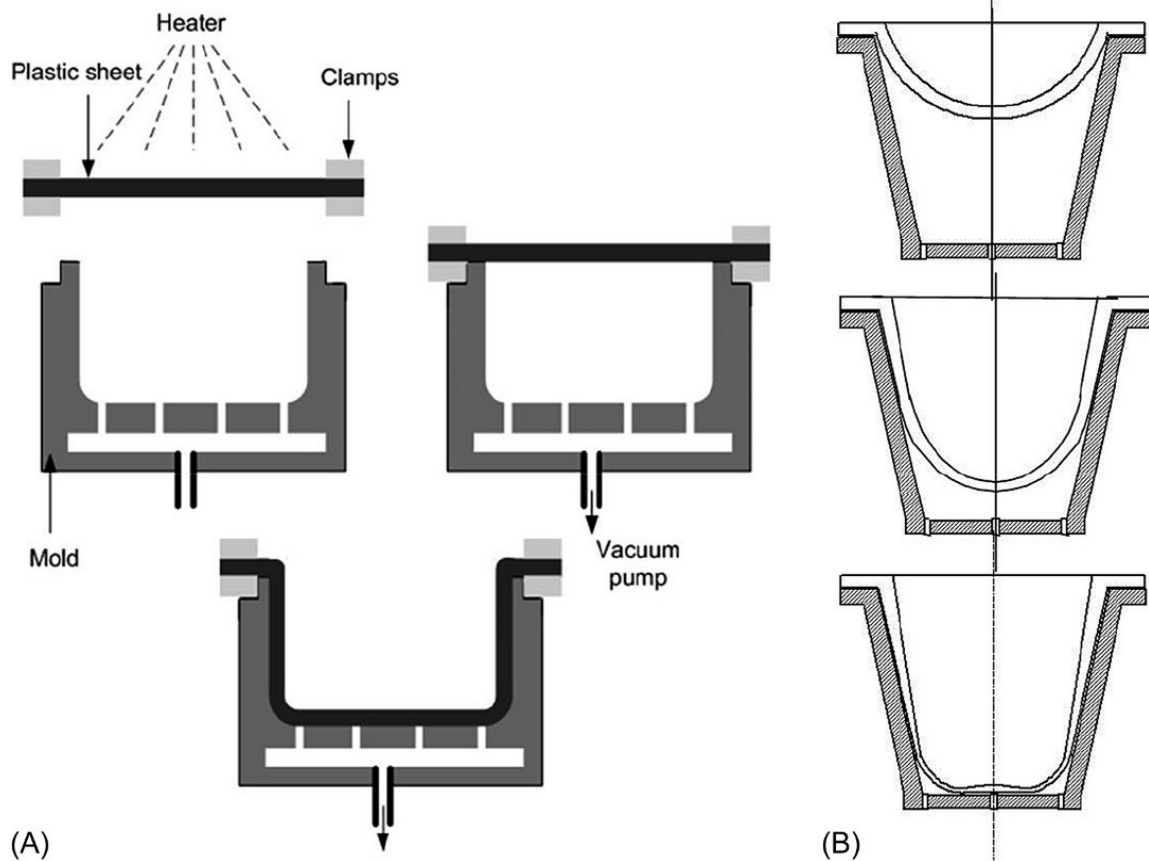 Heater
Plastic sheet
Clamps
Mold
Vacuum
pump
(A)
(B)